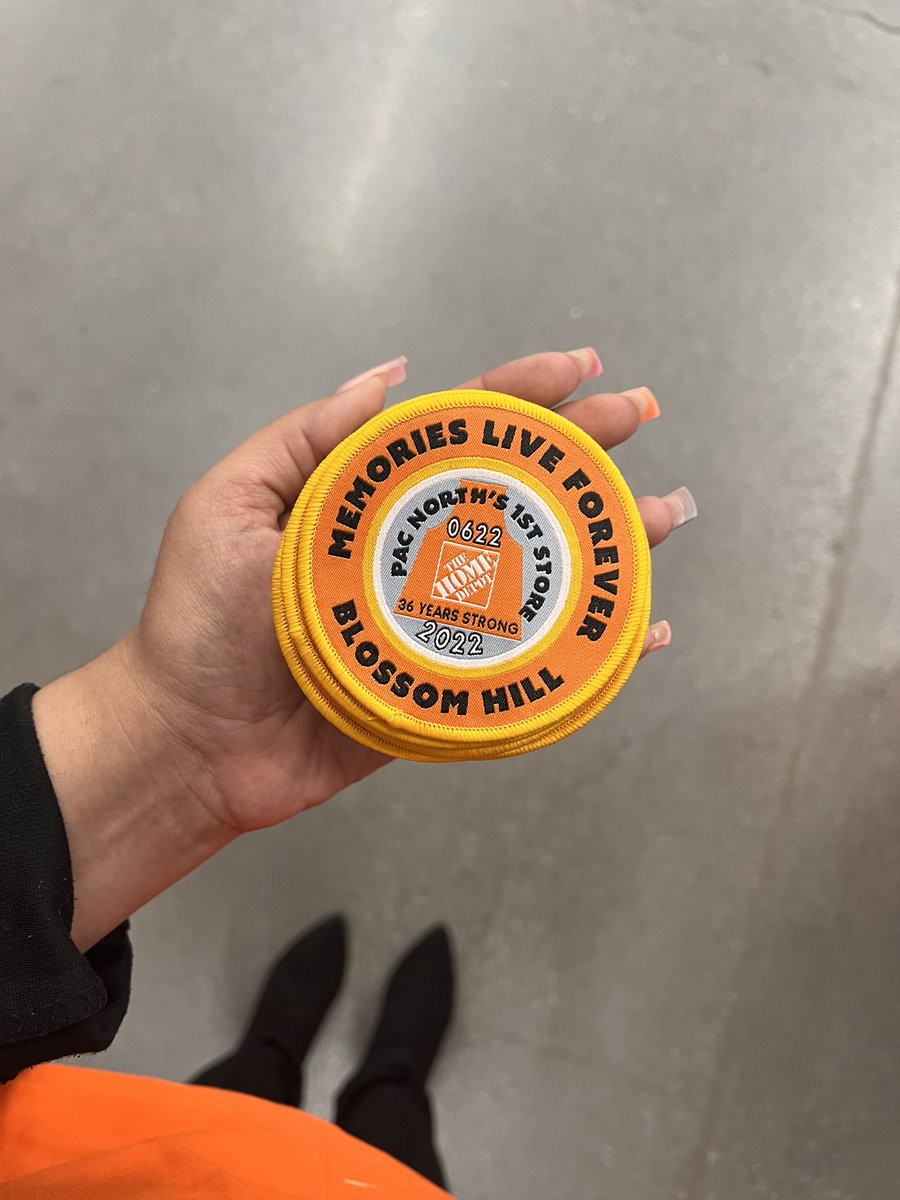 MEMORIES LIVE FOREVER
PAC NORTH'S 1ST STORE
0622
THE
HOME
DEPOT
36 YEARS STRONG
2022
BLOSSOM HILL